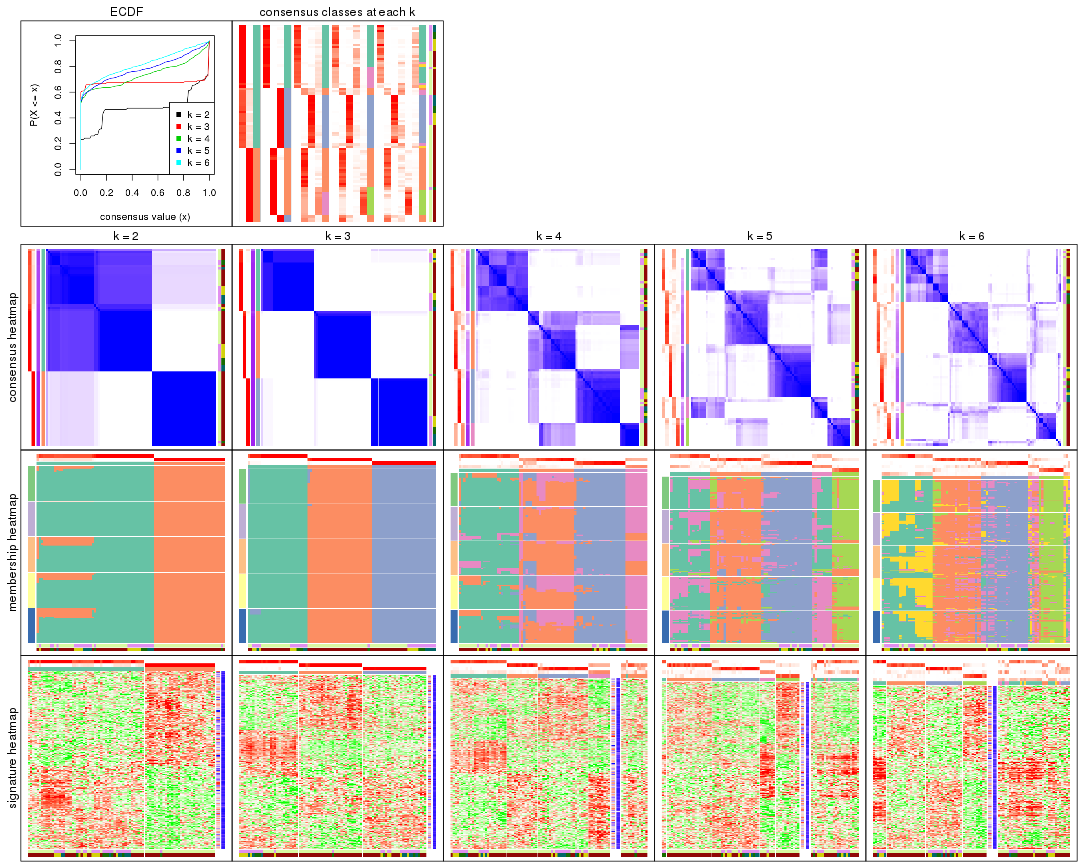 ECDF
consensus classes at each k
P(X <= x)
0.0 0.2 0.4 0.6 0.8 1.0
k = 2
k = 3
k = 4
k = 5
k = 6
0.0 0.2 0.4 0.6 0.8 1.0
consensus value (x)
k = 2 k = 3 k = 4 k = 5 k = 6
consensus heatmap
membership heatmap
signature heatmap